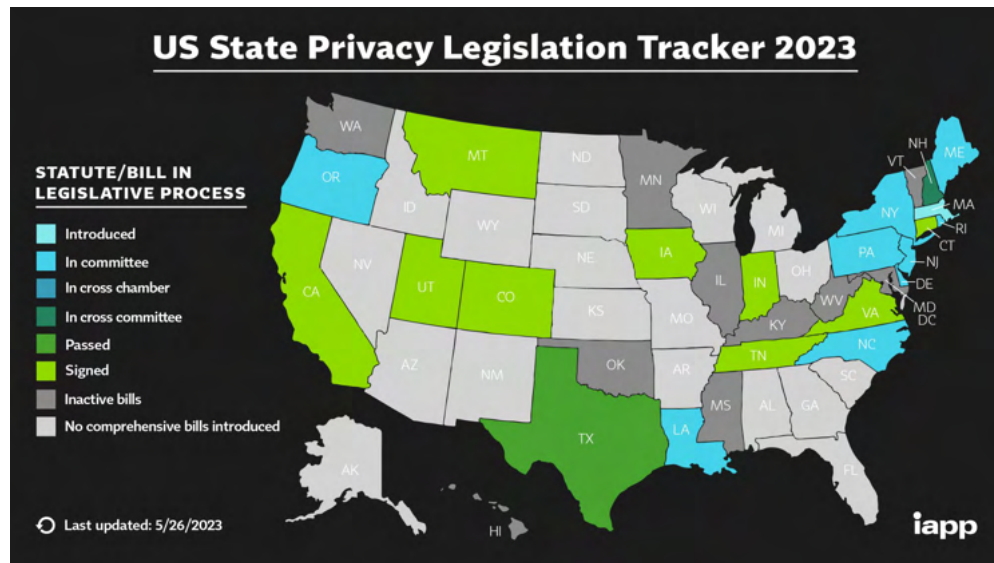 US State Privacy Legislation Tracker 2023
STATUTE/BILL IN
LEGISLATIVE PROCESS
Introduced
In committee
In cross chamber
In cross committee
Passed
Signed
Inactive bills
No comprehensive bills introduced
Last updated: 5/26/2023
WA
MT
ND
MN
NH
ME
VT
OR
ID
SD
WI
MI
NY
MA
RI
CT
WY
NE
IA
PA
NJ
NV
UT
CO
KS
IL
IN
OH
DE
CA
MO
WV
VA
MD
DC
KY
AZ
NM
OK
AR
TN
NC
SC
TX
LA
MS
AL
GA
FL
AK
HI
iapp